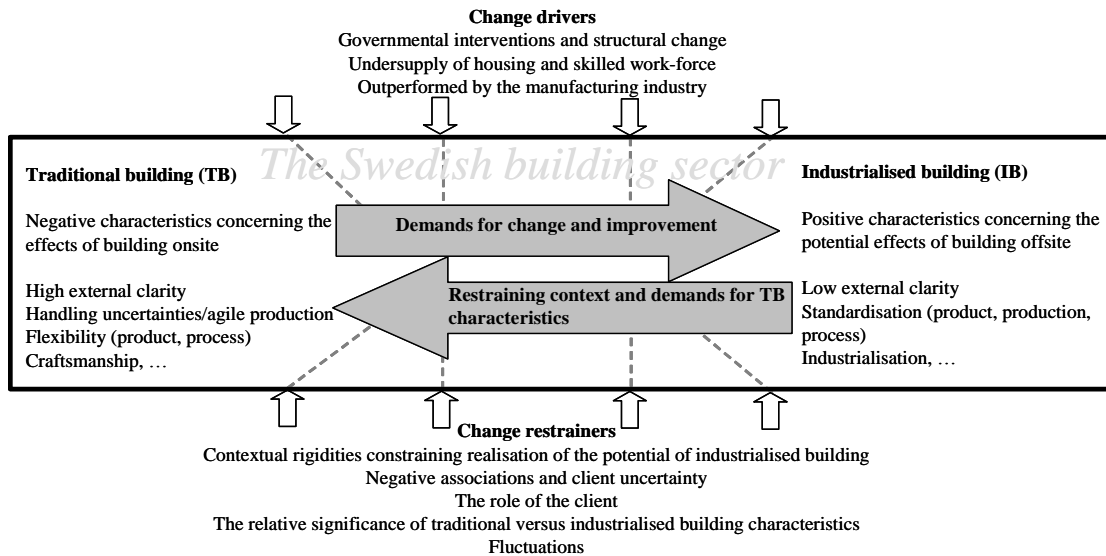 Change drivers
Governmental interventions and structural change
Undersupply of housing and skilled work-force
Outperformed by the manufacturing industry
The Swedish building sector
Traditional building (TB)
Negative characteristics concerning the
effects of building onsite
High external clarity
Handling uncertainties/agile production
Flexibility (product, process)
Craftsmanship, …
Demands for change and improvement
Restraining context and demands for TB
characteristics
Industrialised building (IB)
Positive characteristics concerning the
potential effects of building offsite
Low external clarity
Standardisation (product, production,
process)
Industrialisation, …
Change restrainers
Contextual rigidities constraining realisation of the potential of industrialised building
Negative associations and client uncertainty
The role of the client
The relative significance of traditional versus industrialised building characteristics
Fluctuations